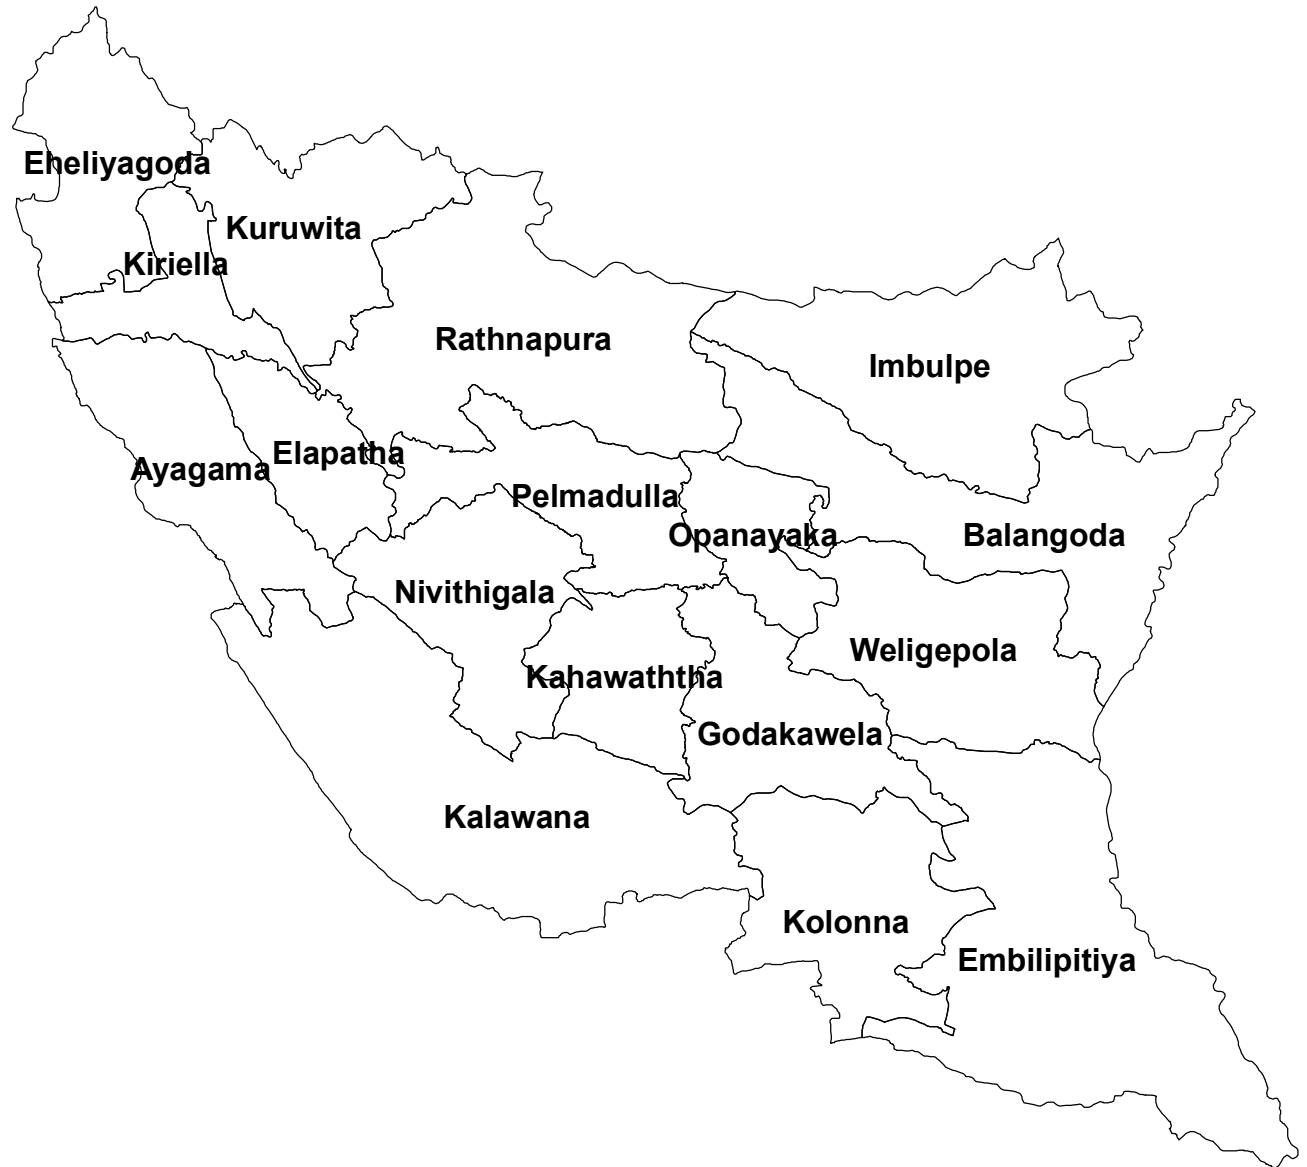 Eheliyagoda
Kuruwita
Kiriella
Rathnapura
Imbulpe
Elapatha
Ayagama
Pelmadulla
Opanayaka
Balangoda
Nivithigala
Weligepola
Kahawaththa
Godakawela
Kalawana
Kolonna
Embilipitiya